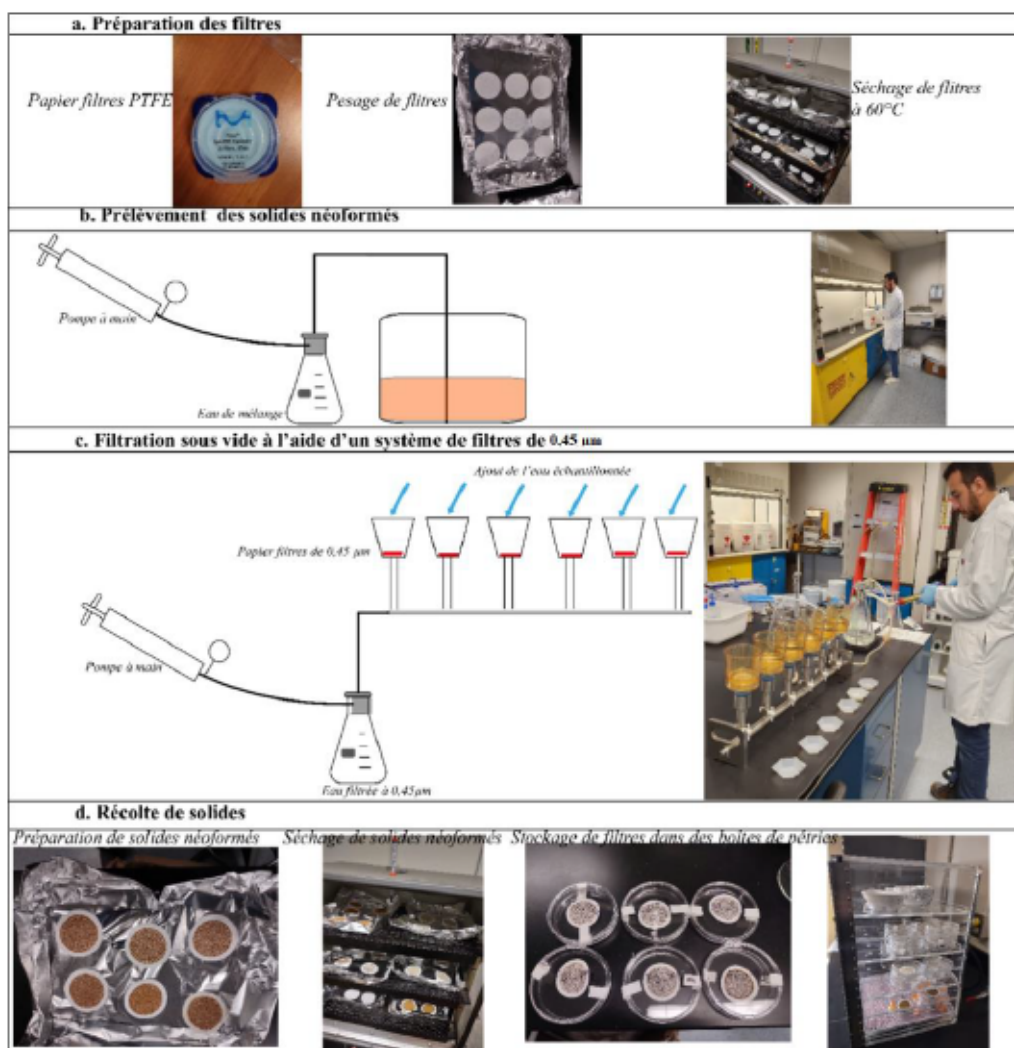 a. Préparation des filtres
Papier filtres PTFE
Pesage de flitres
Séchage de flitres
à 60°C
b. Prélèvement des solides néoformés
Pompe à main
Eau de mélange
c. Filtration sous vide à l'aide d'un système de filtres de 0.45 µm
Ajout de l'eau échantillonnée
Papier filtres de 0,45 µm
Pompe à main
Eau filtrée à 0,45µm
d. Récolte de solides
Préparation de solides néoformés
Séchage de solides néoformés
Stockage de filtres dans des boîtes de pétries